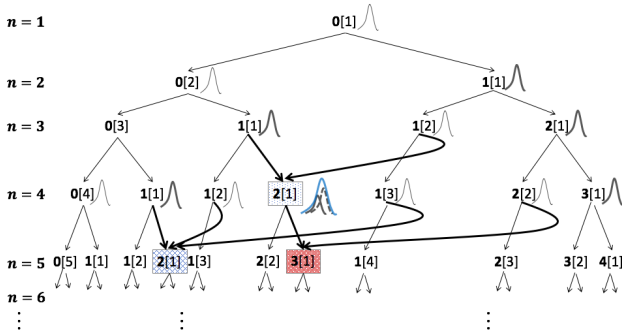 n = 1 0[1]
n = 2 0[2] 1[1]
n = 3 0[3] 1[1] 1[2] 2[1]
n = 4 0[4] 1[1] 1[2] 2[1] 1[3] 2[2] 3[1]
n = 5 0[5] 1[1] 1[2] 2[1] 1[3] 2[2] 3[1] 1[4] 2[3] 3[2] 4[1]
n = 6
⋮ ⋮ ⋮